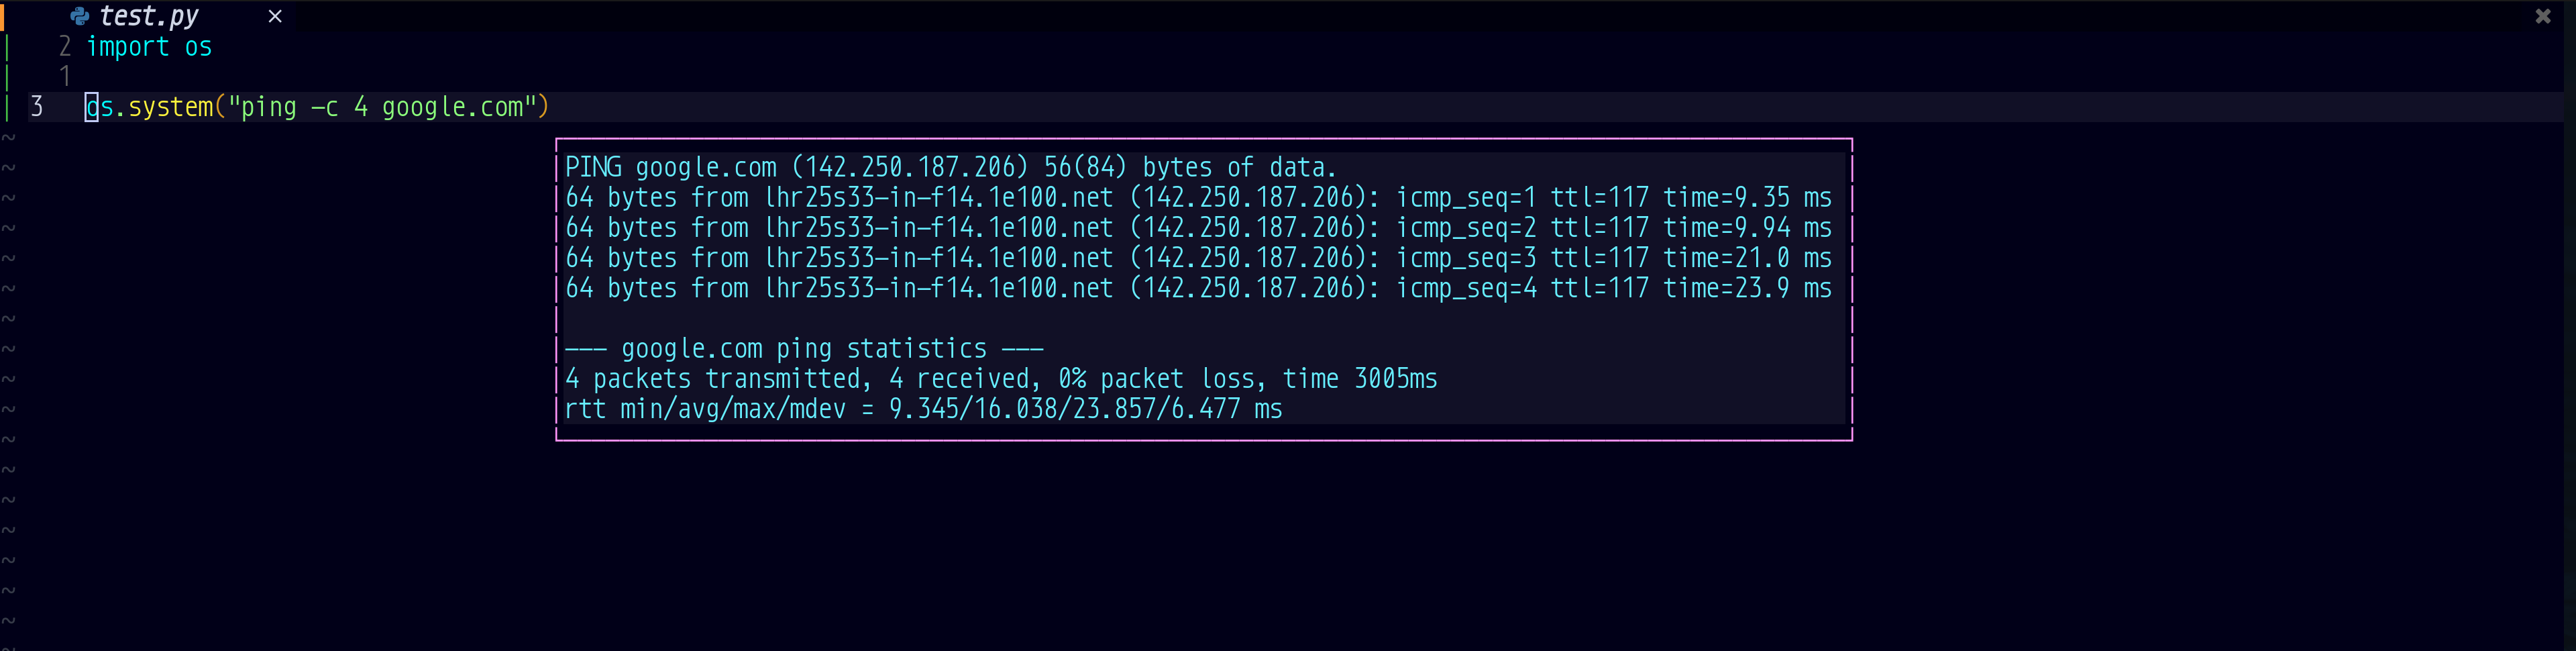 test.py ×
2 import os
1
3 os.system("ping -c 4 google.com")
PING google.com (142.250.187.206) 56(84) bytes of data.
64 bytes from lhr25s33-in-f14.1e100.net (142.250.187.206): icmp_seq=1 ttl=117 time=9.35 ms
64 bytes from lhr25s33-in-f14.1e100.net (142.250.187.206): icmp_seq=2 ttl=117 time=9.94 ms
64 bytes from lhr25s33-in-f14.1e100.net (142.250.187.206): icmp_seq=3 ttl=117 time=21.0 ms
64 bytes from lhr25s33-in-f14.1e100.net (142.250.187.206): icmp_seq=4 ttl=117 time=23.9 ms
--- google.com ping statistics ---
4 packets transmitted, 4 received, 0% packet loss, time 3005ms
rtt min/avg/max/mdev = 9.345/16.038/23.857/6.477 ms